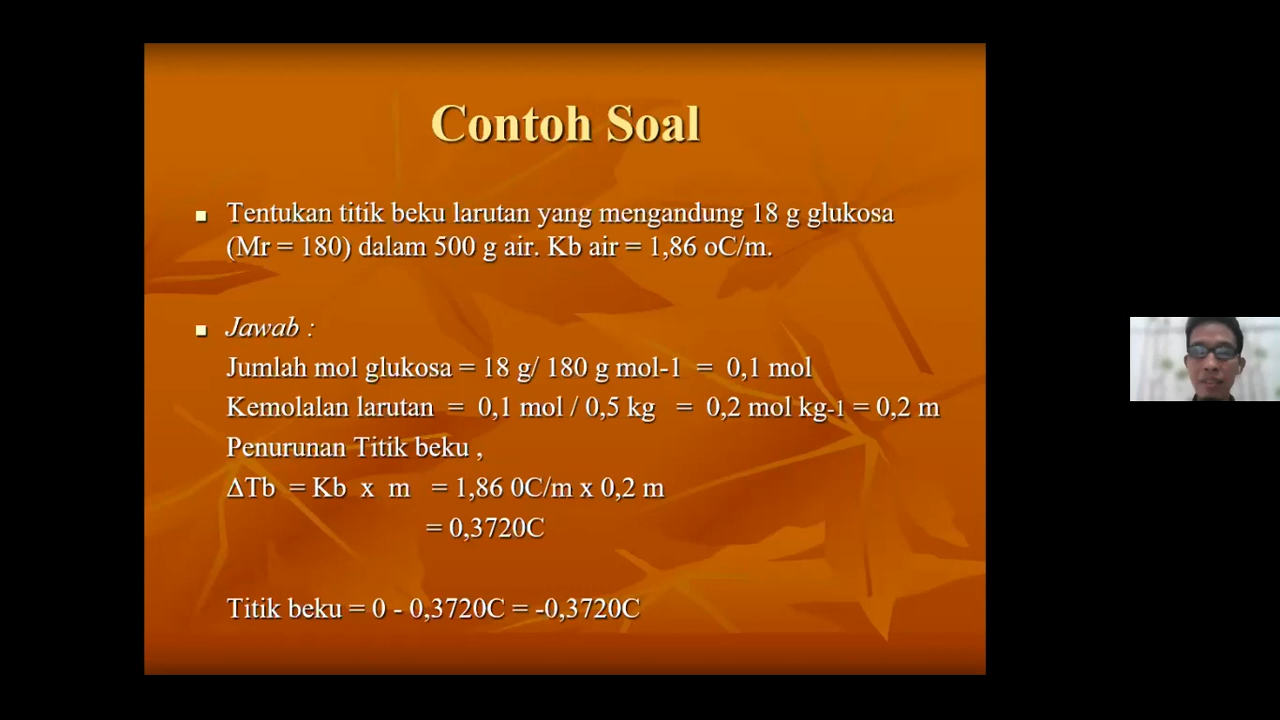 Contoh Soal
Tentukan titik beku larutan yang mengandung 18 g glukosa
(Mr = 180) dalam 500 g air. Kb air = 1,86 oC/m.
Jawab :
Jumlah mol glukosa = 18 g/ 180 g mol-1 = 0,1 mol
Kemolalan larutan = 0,1 mol / 0,5 kg = 0,2 mol kg-1 = 0,2 m
Penurunan Titik beku ,
ΔTb = Kb x m = 1,86 0C/m x 0,2 m
= 0,3720C
Titik beku = 0 - 0,3720C = -0,3720C